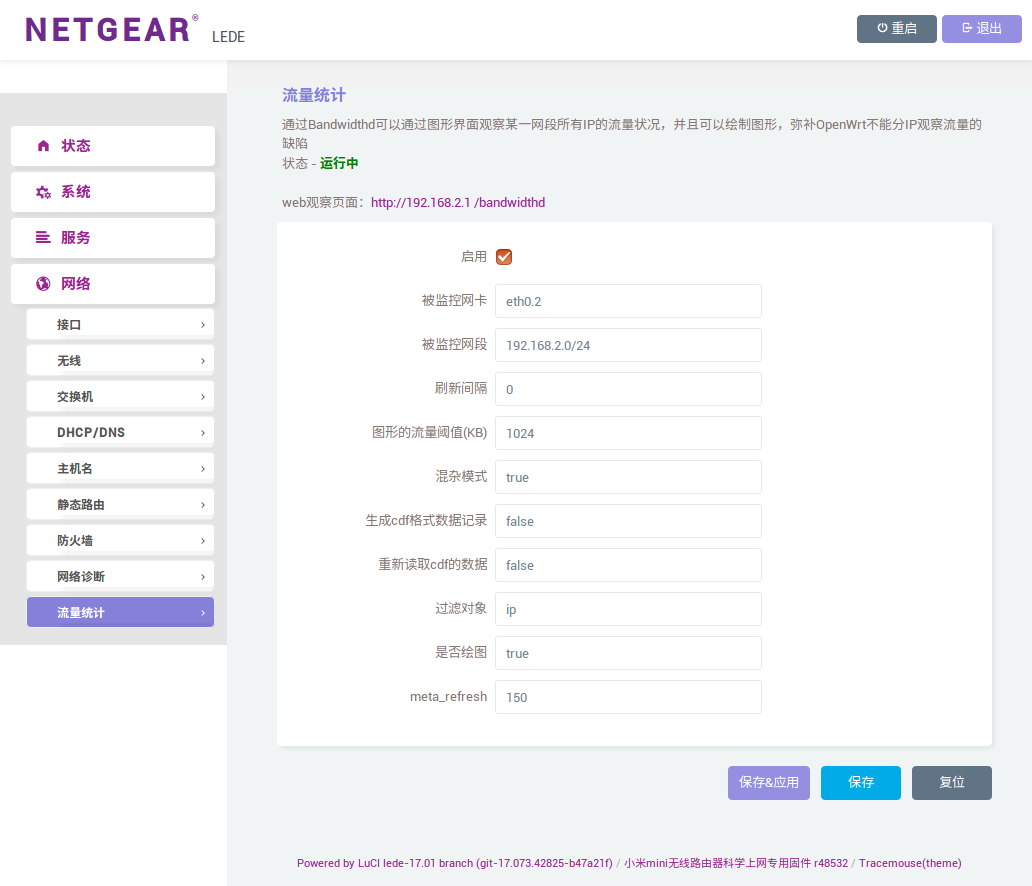 NETGEAR® LEDE
重启
退出
状态
系统
服务
网络
接口 ›
无线 ›
交换机 ›
DHCP/DNS ›
主机名 ›
静态路由 ›
防火墙 ›
网络诊断 ›
流量统计 ›
流量统计
通过Bandwidthd可以通过图形界面观察某一网段所有IP的流量状况，并且可以绘制图形，弥补OpenWrt不能分IP观察流量的
缺陷
状态 - 运行中
web观察页面：http://192.168.2.1 /bandwidthd
启用
被监控网卡 eth0.2
被监控网段 192.168.2.0/24
刷新间隔 0
图形的流量阈值(KB) 1024
混杂模式 true
生成cdf格式数据记录 false
重新读取cdf的数据 false
过滤对象 ip
是否绘图 true
meta_refresh 150
保存&应用 保存 复位
Powered by LuCI lede-17.01 branch (git-17.073.42825-b47a21f) / 小米mini无线路由器科学上网专用固件 r48532 / Tracemouse(theme)